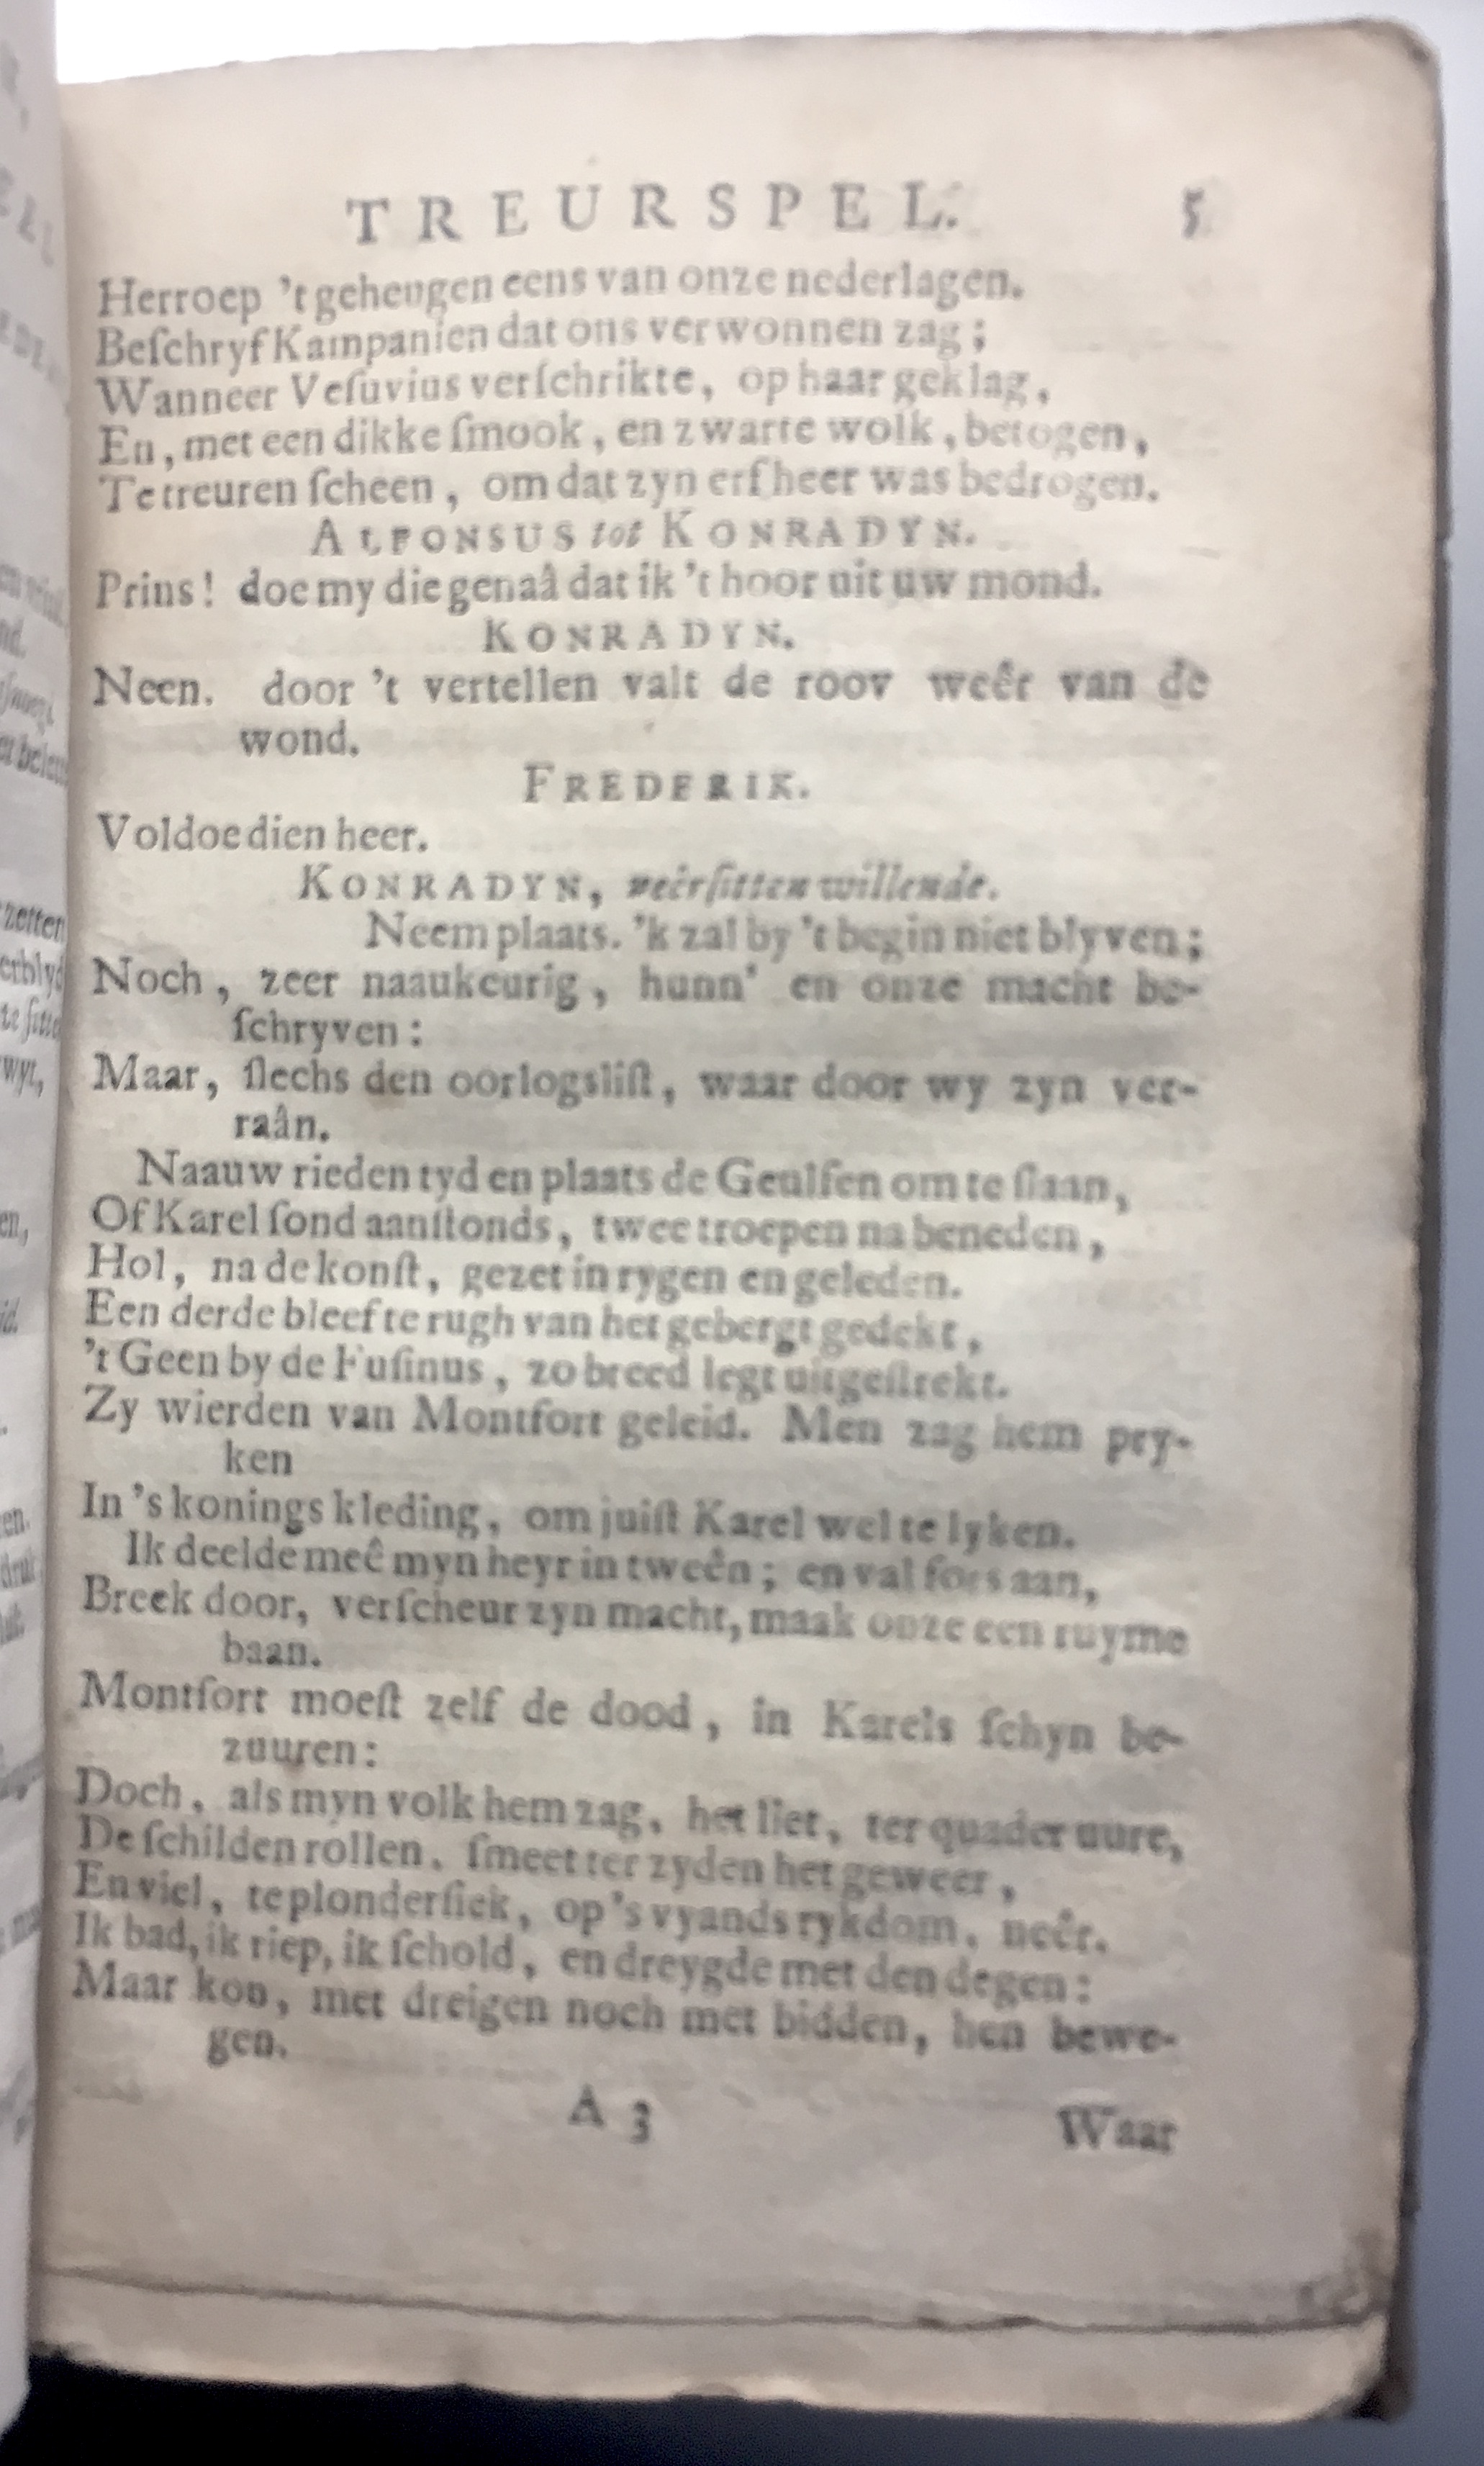 TREURSPEL. 5
Herroep 't geheugen eens van onze nederlagen.
Beſchryf Kampanien dat ons verwonnen zag;
Wanneer Veſuvius verſchrikte, op haar geklag,
En, met een dikke ſmook, en zwarte wolk, betogen,
Te treuren ſcheen, om dat zyn erfheer was bedrogen.
ALFONSUS tot KONRADYN.
Prins! doe my die genaâ dat ik 't hoor uit uw mond.
KONRADYN.
Neen. door 't vertellen valt de roov weêr van de
wond.
FREDERIK.
Voldoe dien heer.
KONRADYN, neêrſitten willende.
Neem plaats. 'k zal by 't begin niet blyven;
Noch, zeer naaukeurig, hunn' en onze macht be-
ſchryven:
Maar, ſlechs den oorlogsliſt, waar door wy zyn ver-
raân.
Naauw rieden tyd en plaats de Geulfen om te ſlaan,
Of Karel ſond aanſtonds, twee troepen na beneden,
Hol, na de konſt, gezet in rygen en geleden.
Een derde bleef te rugh van het gebergt gedekt,
't Geen by de Fuſinus, zo breed legt uitgeſtrekt.
Zy wierden van Montfort geleid. Men zag hem pry-
ken
In 's konings kleding, om juiſt Karel wel te lyken.
Ik deelde meê myn heyr in tweên; en val fors aan,
Breek door, verſcheur zyn macht, maak onze een ruyme
baan.
Montfort moeſt zelf de dood, in Karels ſchyn be-
zuuren:
Doch, als myn volk hem zag, het liet, ter quader uure,
De ſchilden rollen, ſmeet ter zyden het geweer,
En viel, te plonderſiek, op 's vyands rykdom, neêr.
Ik bad, ik riep, ik ſchold, en dreygde met den degen:
Maar kon, met dreigen noch met bidden, hen bewe-
gen.
A 3 Waar